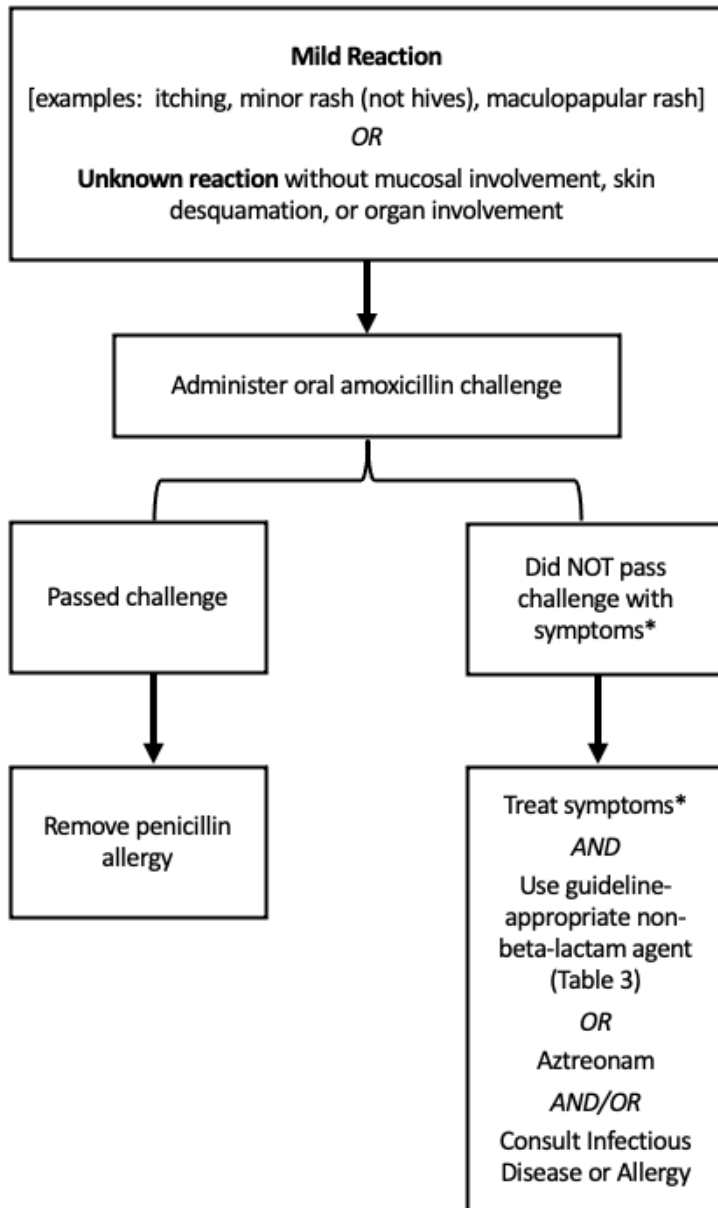 Mild Reaction
[examples:  itching, minor rash (not hives), maculopapular rash]
OR
Unknown reaction without mucosal involvement, skin
desquamation, or organ involvement
Administer oral amoxicillin challenge
Passed challenge
Did NOT pass
challenge with
symptoms*
Remove penicillin
allergy
Treat symptoms*
AND
Use guideline-
appropriate non-
beta-lactam agent
(Table 3)
OR
Aztreonam
AND/OR
Consult Infectious
Disease or Allergy